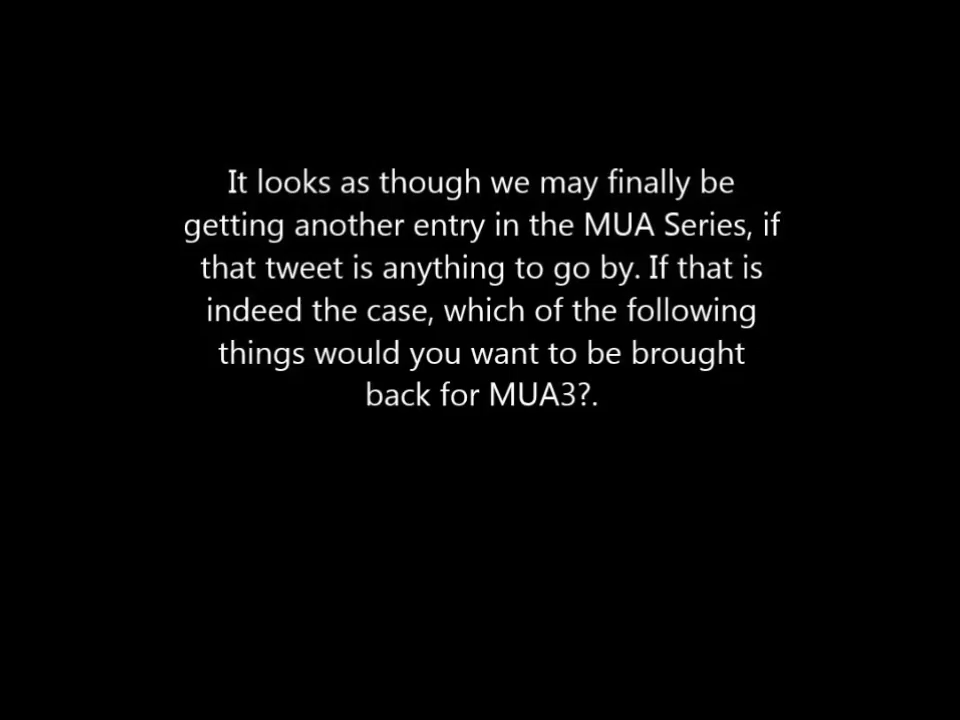 It looks as though we may finally be
getting another entry in the MUA Series, if
that tweet is anything to go by. If that is
indeed the case, which of the following
things would you want to be brought
back for MUA3?.